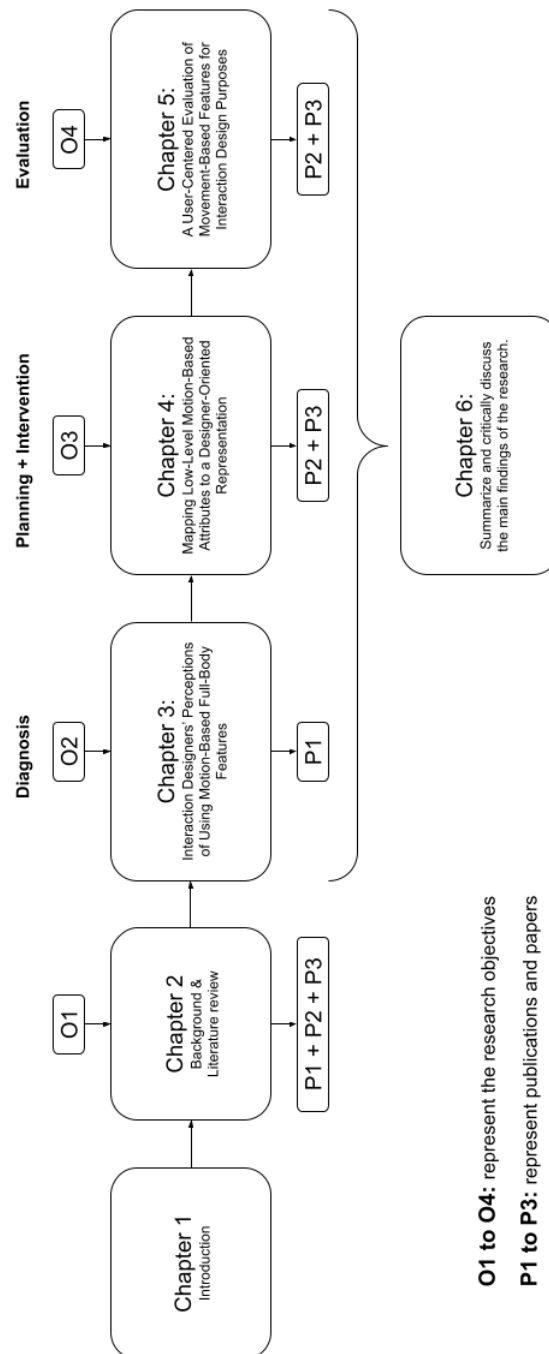 Diagnosis
Planning + Intervention
Evaluation
O1
O2
O3
O4
Chapter 1
Introduction
Chapter 2
Background &
Literature review
Chapter 3:
Interaction Designers' Perceptions
of Using Motion-Based Full-Body
Features
Chapter 4:
Mapping Low-Level Motion-Based
Attributes to a Designer-Oriented
Representation
Chapter 5:
A User-Centered Evaluation of
Movement-Based Features for
Interaction Design Purposes
P1 + P2 + P3
P1
P2 + P3
P2 + P3
Chapter 6:
Summarize and critically discuss
the main findings of the research.
O1 to O4: represent the research objectives
P1 to P3: represent publications and papers